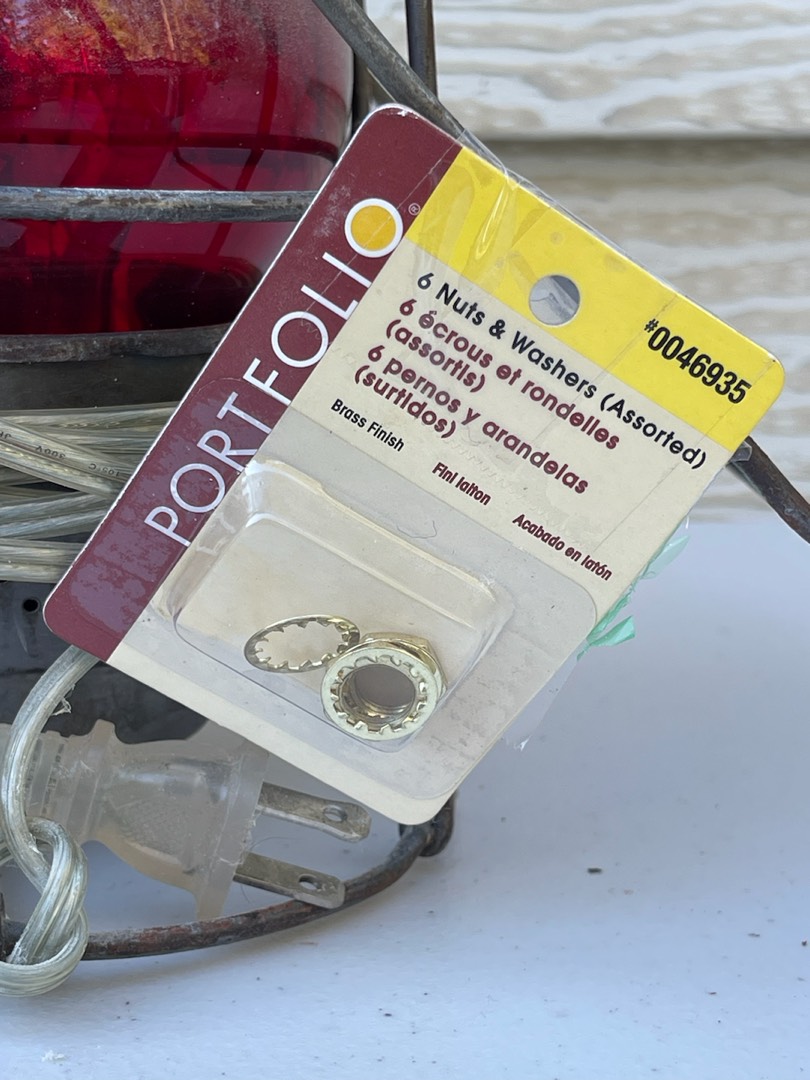 PORTFOLIO®
#0046935
6 Nuts & Washers (Assorted)
6 écrous et rondelles
(assortis)
6 pernos y arandelas
(surtidos)
Brass Finish
Fini laiton
Acabado en latón
300V